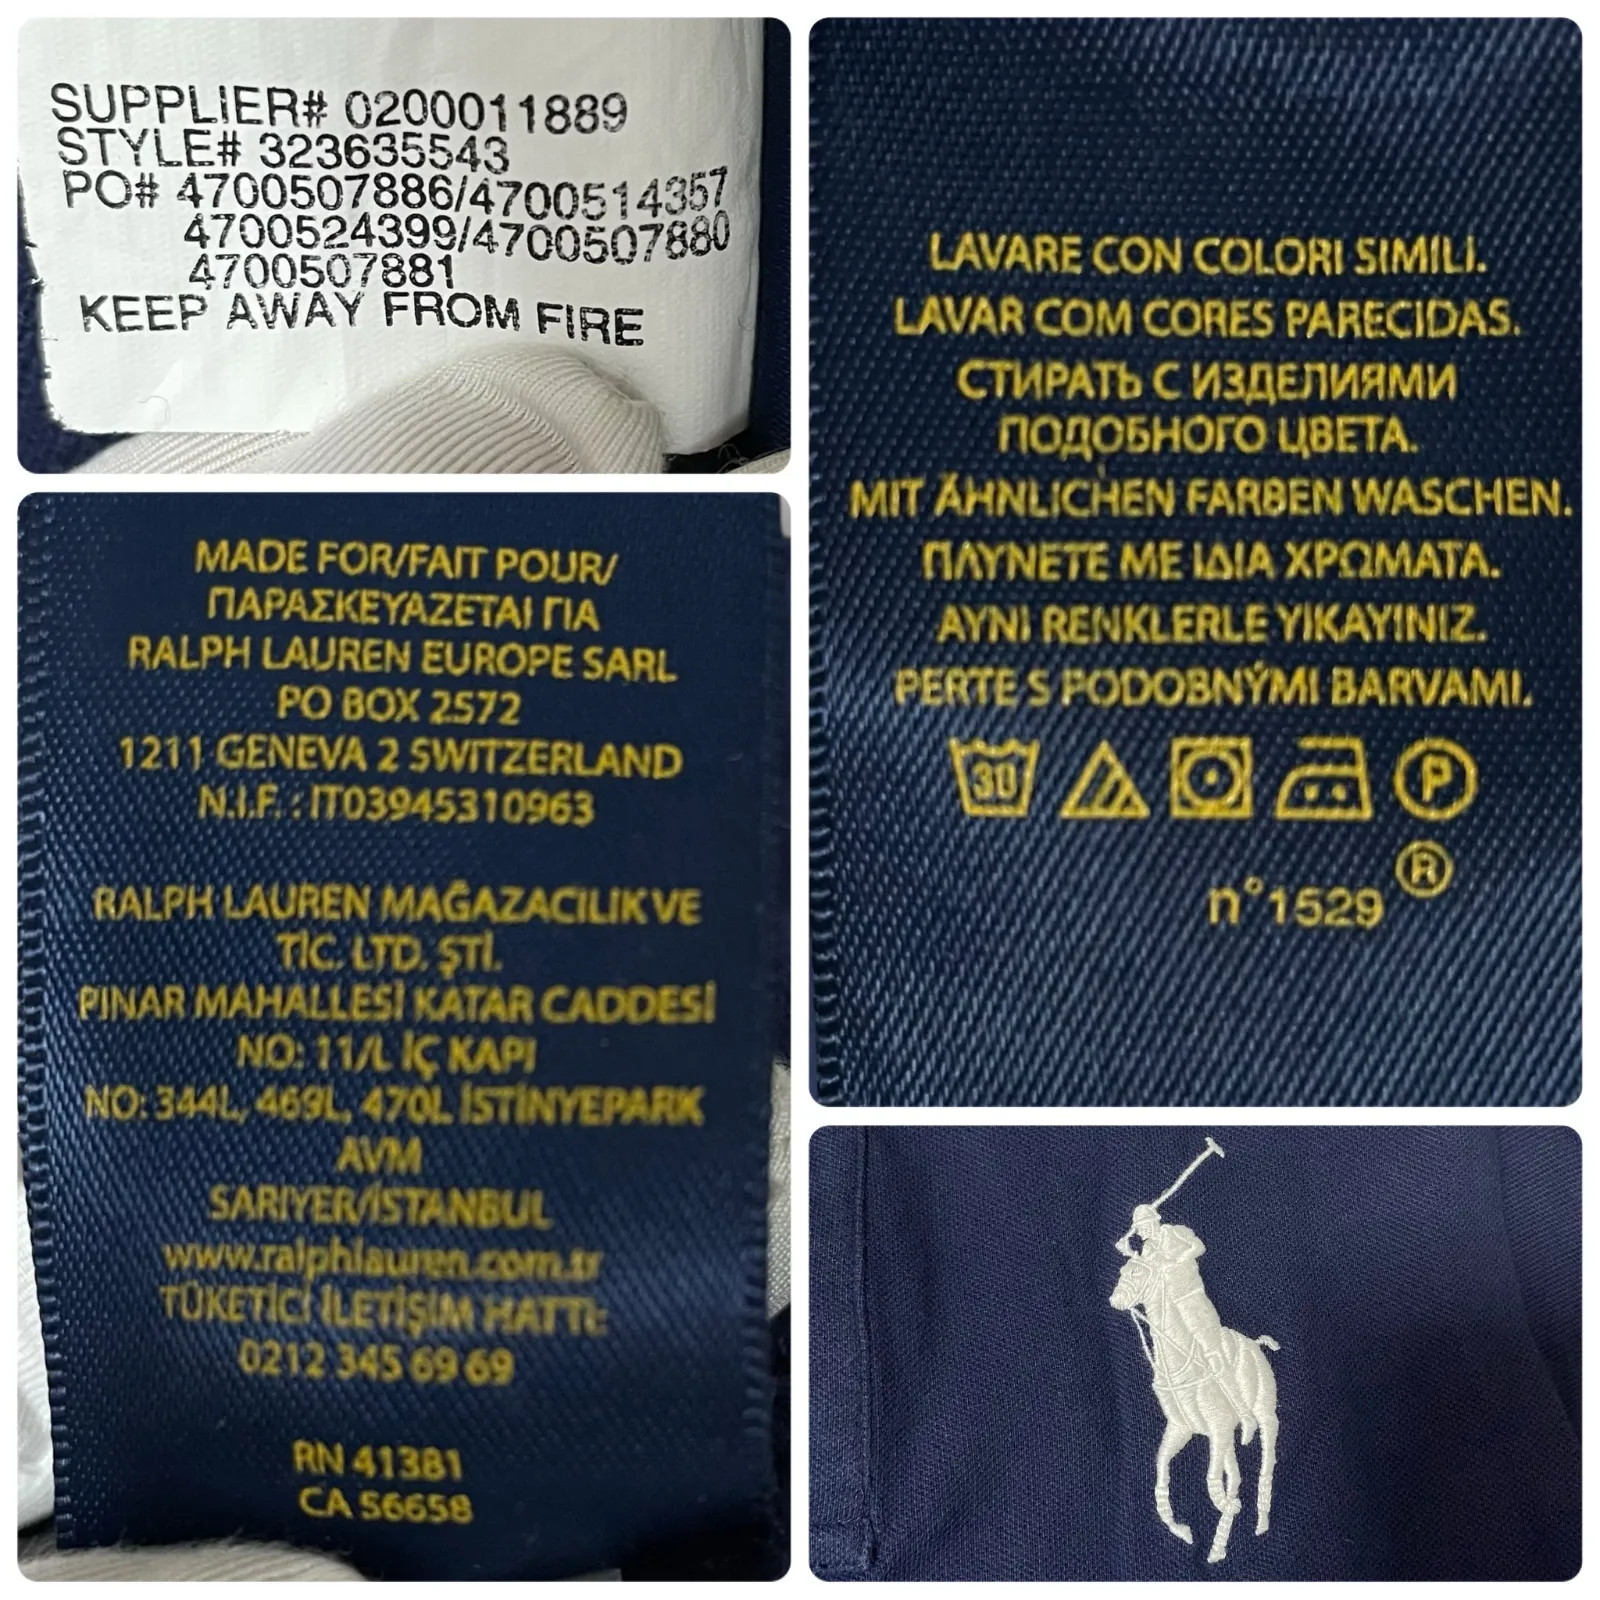 SUPPLIER# 0200011889
STYLE# 323635543
PO# 4700507886/4700514357
4700524399/4700507880
4700507881
KEEP AWAY FROM FIRE
MADE FOR/FAIT POUR/
ΠΑΡΑΣΚΕΥΑΖΕΤΑΙ ΓΙΑ
RALPH LAUREN EUROPE SARL
PO BOX 2572
1211 GENEVA 2 SWITZERLAND
N.I.F. : IT03945310963
RALPH LAUREN MAĞAZACILIK VE
TİC. LTD. ŞTİ.
PINAR MAHALLESİ KATAR CADDESİ
NO: 11/L İÇ KAPI
NO: 344L, 469L, 470L İSTİNYEPARK
AVM
SARIYER/İSTANBUL
www.ralphlauren.com.tr
TÜKETİCİ İLETİŞİM HATTI:
0212 345 69 69
RN 41381
CA 56658
LAVARE CON COLORI SIMILI.
LAVAR COM CORES PARECIDAS.
СТИРАТЬ С ИЗДЕЛИЯМИ
ПОДОБНОГО ЦВЕТА.
MIT ÄHNLICHEN FARBEN WASCHEN.
ΠΛΥΝΕΤΕ ΜΕ ΙΔΙΑ ΧΡΩΜΑΤΑ.
AYNI RENKLERLE YIKAYINIZ.
PERTE S PODOBNÝMI BARVAMI.
30 P
n°1529 ®